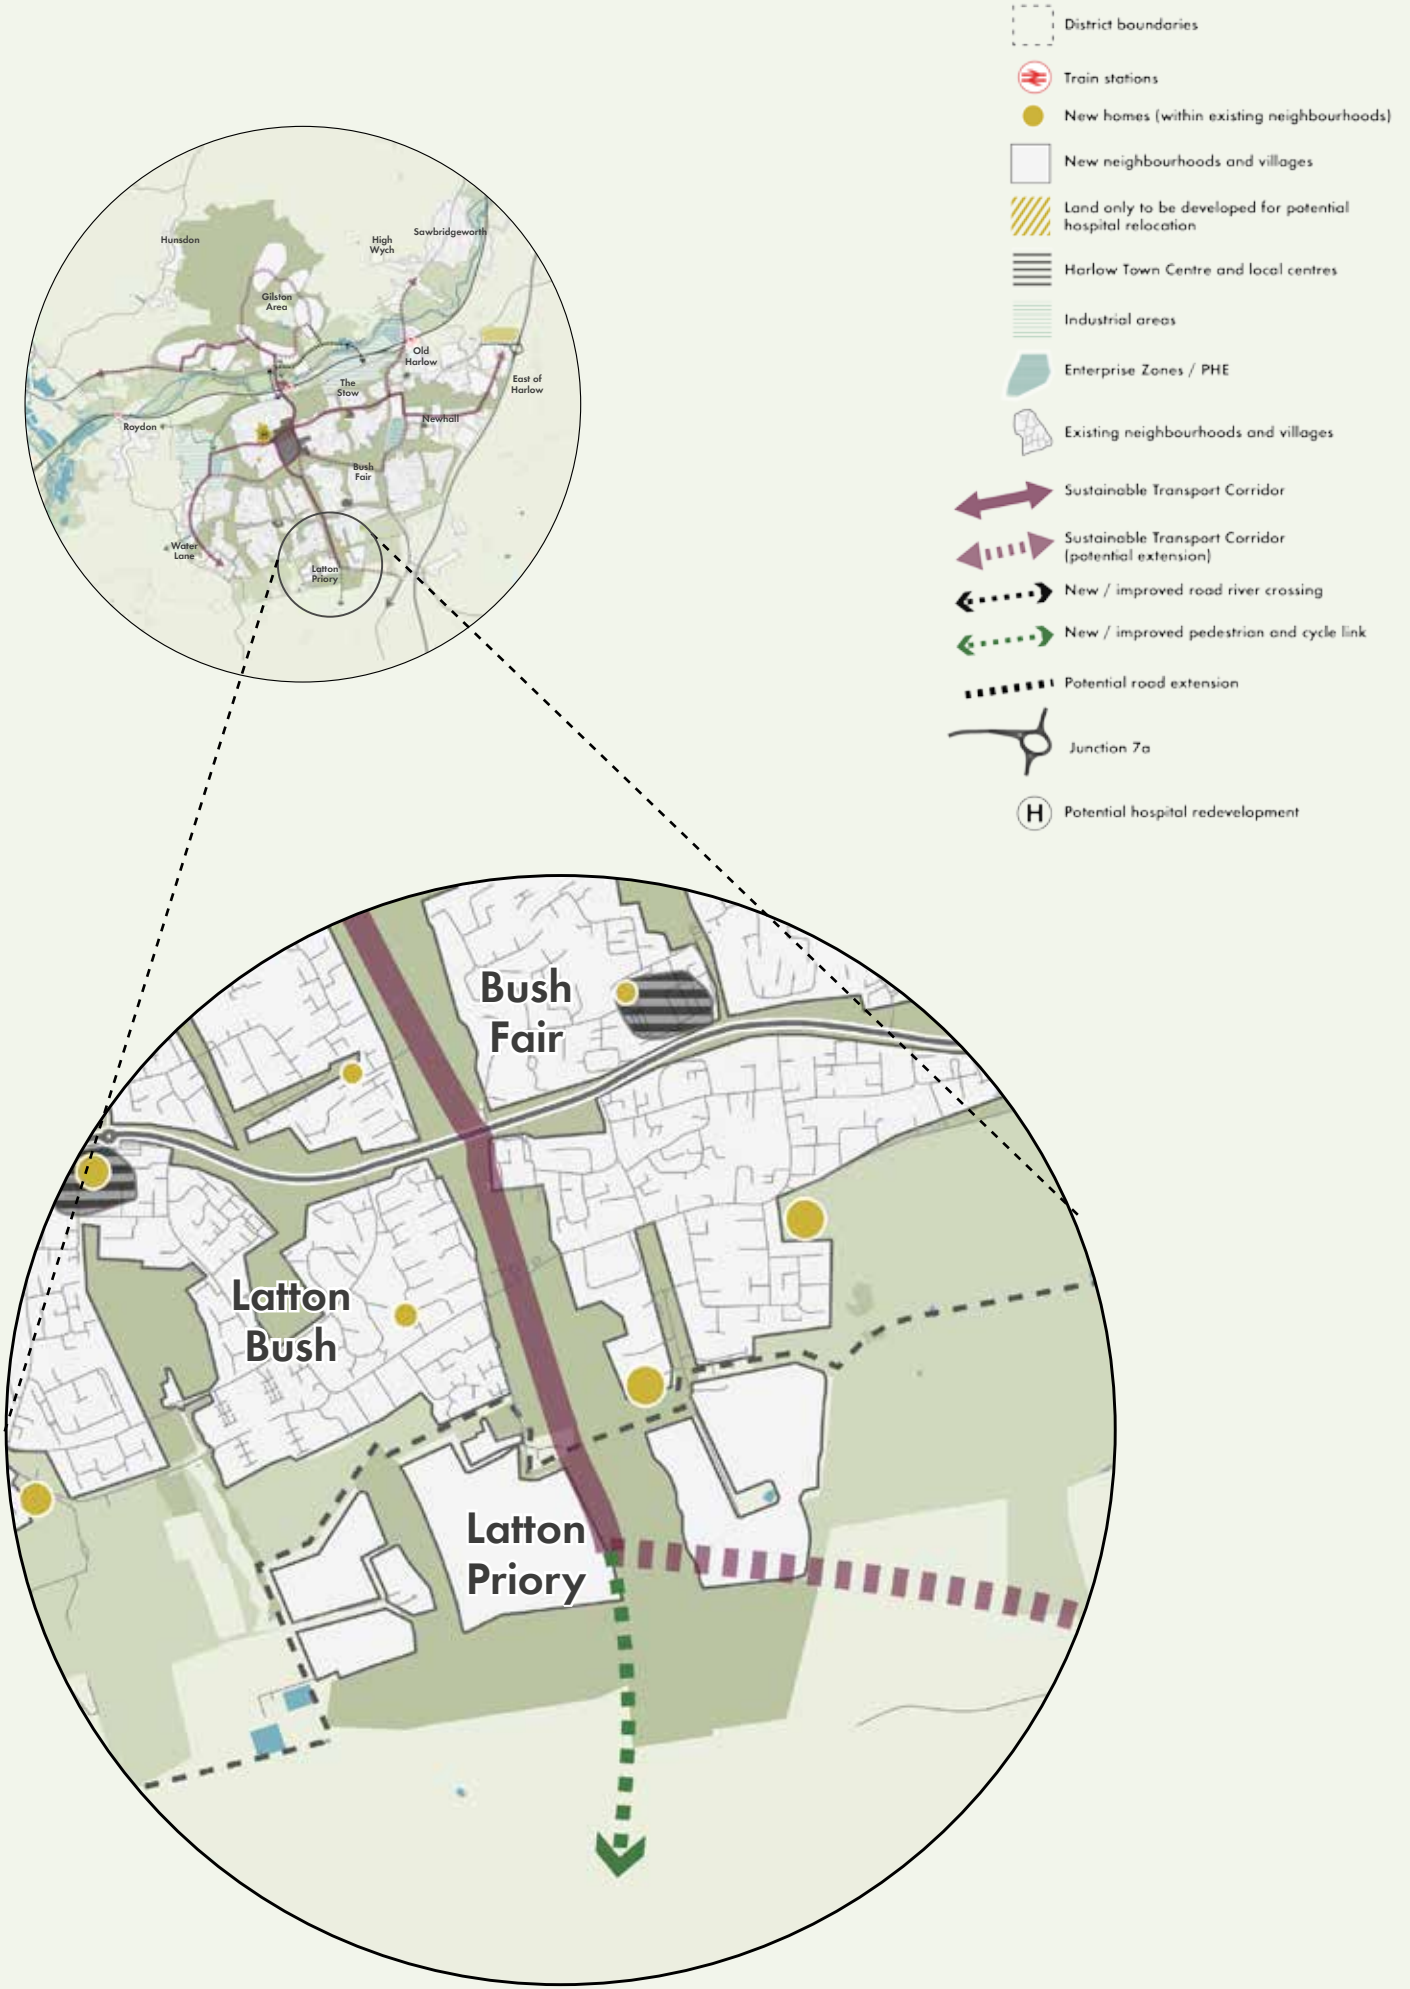 District boundaries
Train stations
New homes (within existing neighbourhoods)
New neighbourhoods and villages
Land only to be developed for potential
hospital relocation
Harlow Town Centre and local centres
Industrial areas
Enterprise Zones / PHE
Existing neighbourhoods and villages
Sustainable Transport Corridor
Sustainable Transport Corridor
(potential extension)
New / improved road river crossing
New / improved pedestrian and cycle link
Potential road extension
Junction 7a
H
Potential hospital redevelopment
Hunsdon
High
Wych
Sawbridgeworth
Gilston
Area
Old
Harlow
The
Stow
East of
Harlow
Roydon
Newhall
Bush
Fair
Water
Lane
Latton
Priory
Bush
Fair
Latton
Bush
Latton
Priory